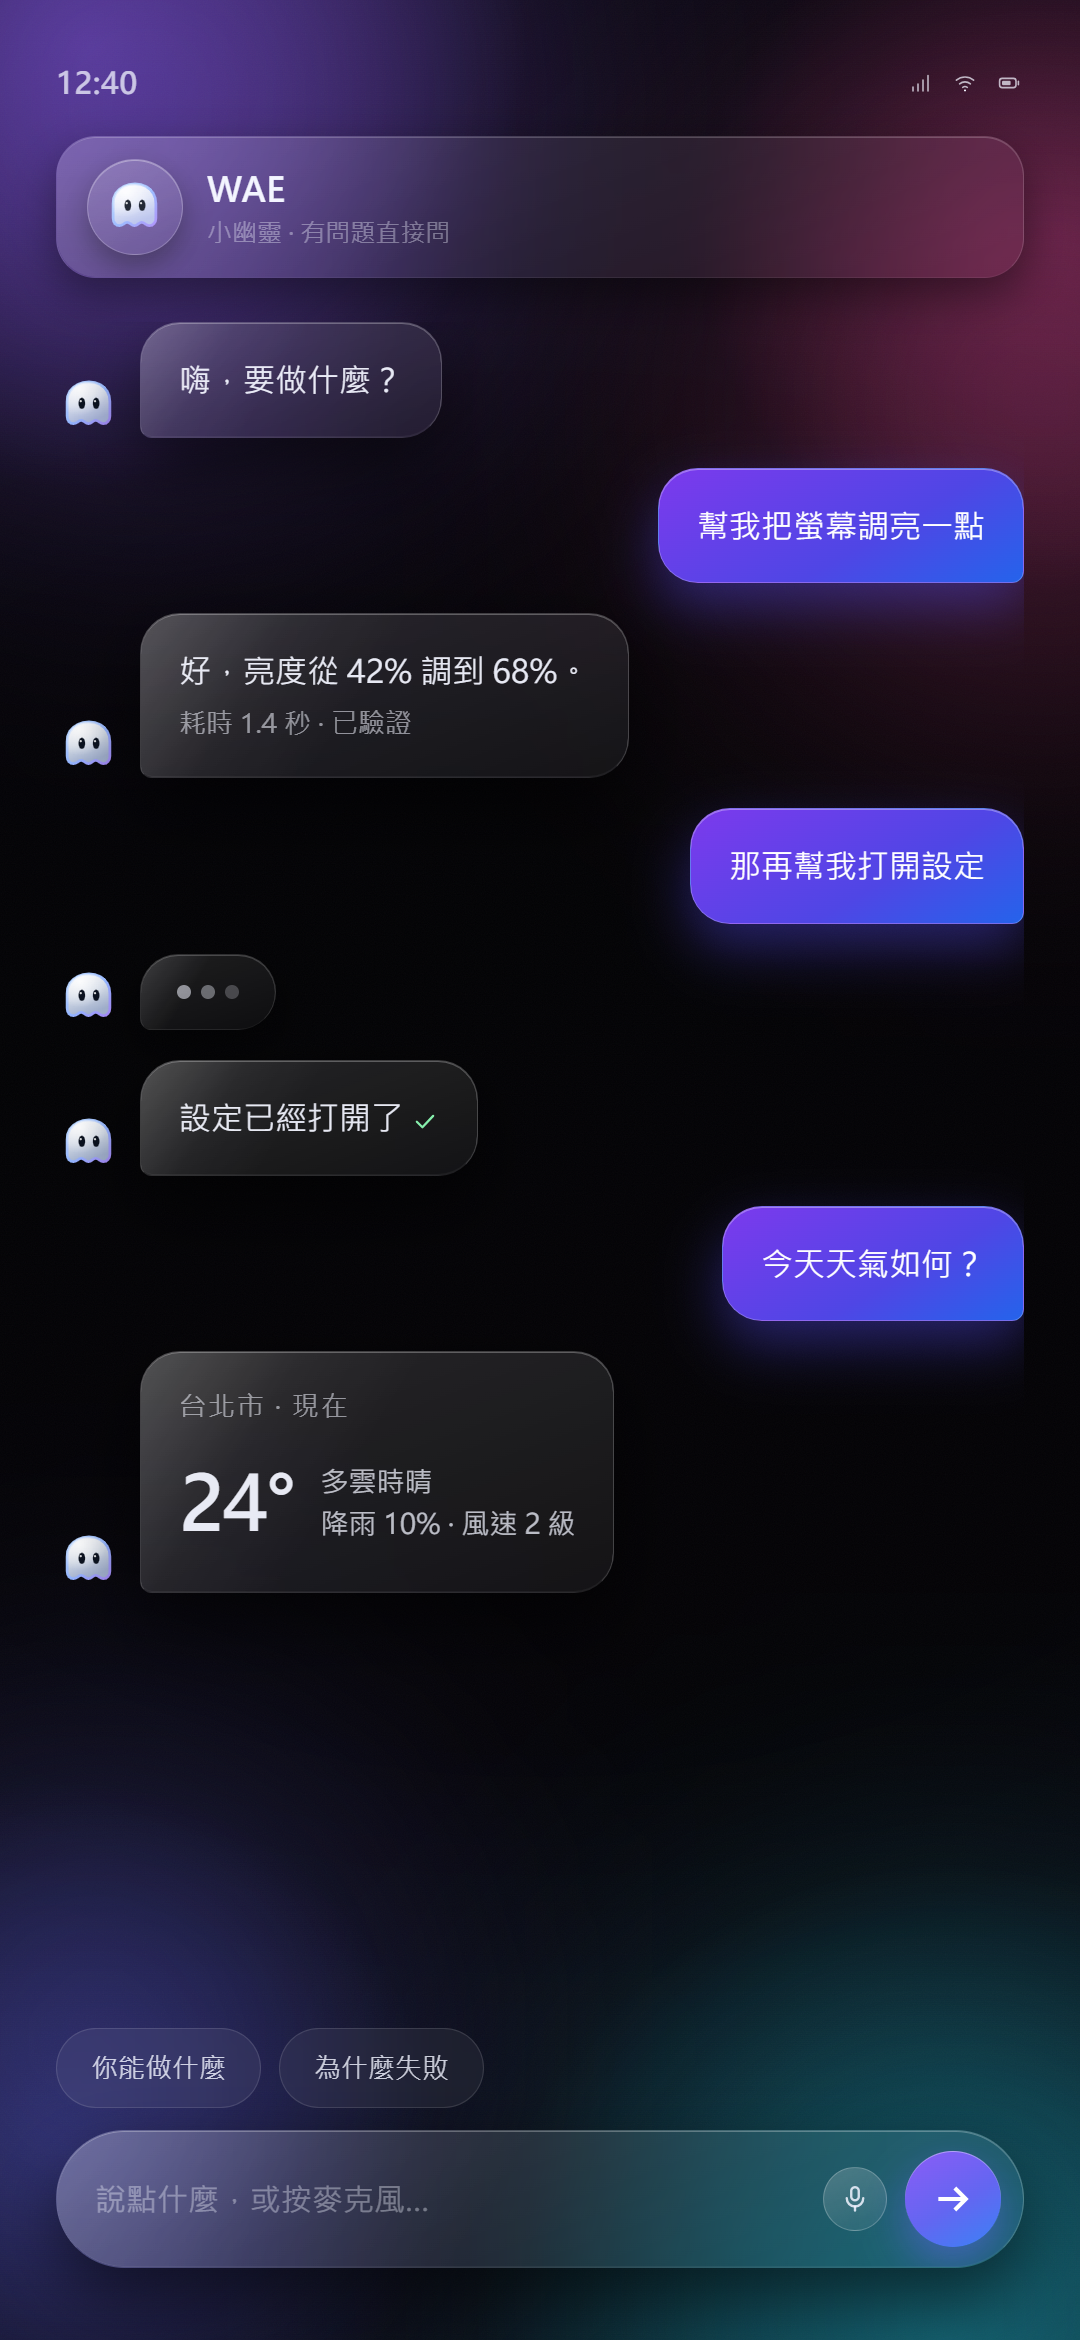 12:40
WAE
小幽靈 · 有問題直接問
嗨，要做什麼？
幫我把螢幕調亮一點
好，亮度從 42% 調到 68%。
耗時 1.4 秒 · 已驗證
那再幫我打開設定
設定已經打開了 ✓
今天天氣如何？
台北市 · 現在
24°
多雲時晴
降雨 10% · 風速 2 級
你能做什麼
為什麼失敗
說點什麼，或按麥克風...